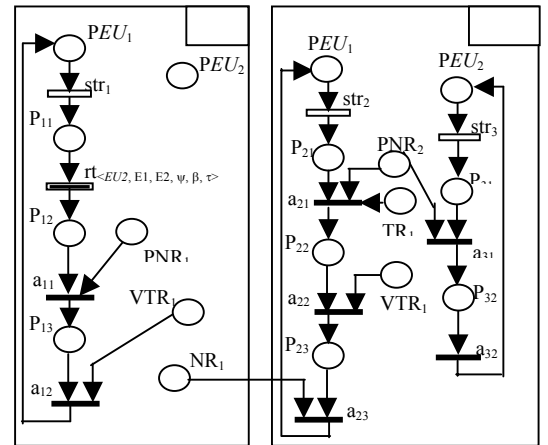 PEU₁
PEU₂
str₁
P₁₁
rt<EU2, E1, E2, ψ, β, τ>
P₁₂
PNR₁
a₁₁
VTR₁
P₁₃
NR₁
a₁₂
PEU₁
PEU₂
str₂
str₃
P₂₁
PNR₂
P₃₁
a₂₁
TR₁
a₃₁
P₂₂
P₃₂
a₂₂
VTR₁
P₂₃
a₃₂
a₂₃